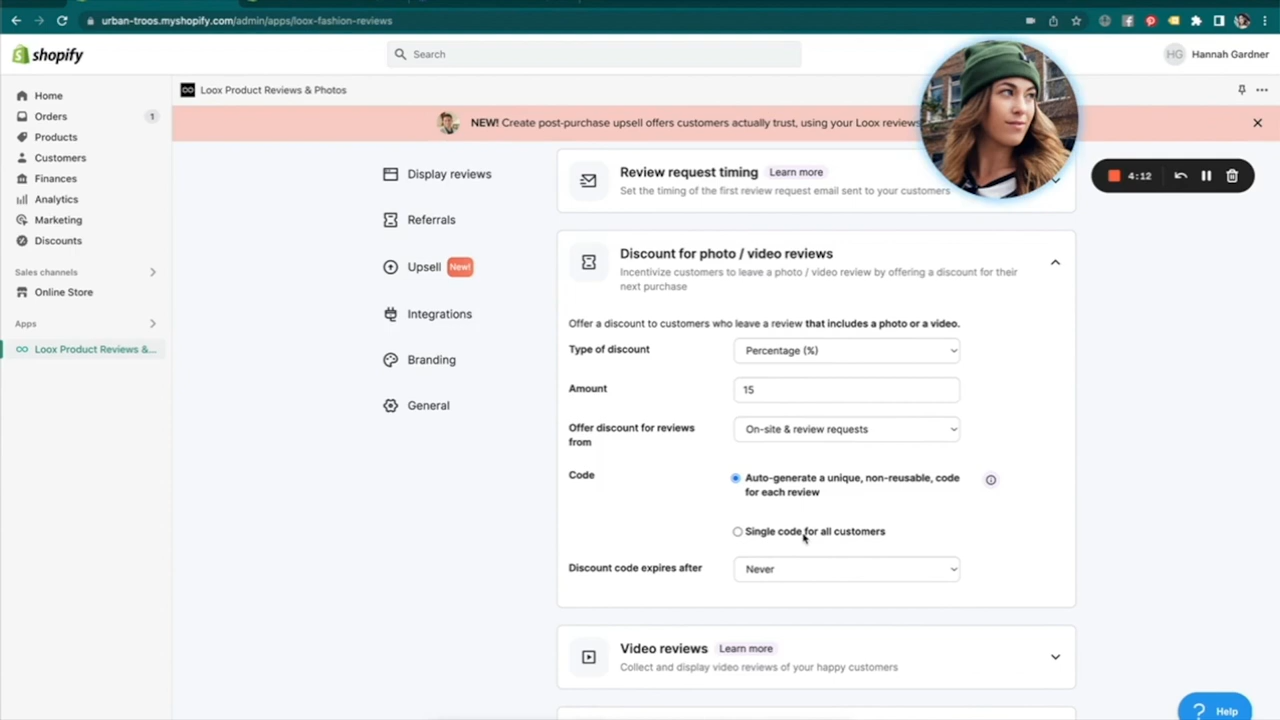 urban-troos.myshopify.com/admin/apps/loox-fashion-reviews
shopify
Search
HG Hannah Gardner
Home
Orders 1
Products
Customers
Finances
Analytics
Marketing
Discounts
Sales channels
Online Store
Apps
Loox Product Reviews &...
Loox Product Reviews & Photos
NEW! Create post-purchase upsell offers customers actually trust, using your Loox reviews
Display reviews
Referrals
Upsell New!
Integrations
Branding
General
Review request timing Learn more
Set the timing of the first review request email sent to your customers
4:12
Discount for photo / video reviews
Incentivize customers to leave a photo / video review by offering a discount for their
next purchase
Offer a discount to customers who leave a review that includes a photo or a video.
Type of discount Percentage (%)
Amount 15
Offer discount for reviews
from
On-site & review requests
Code
Auto-generate a unique, non-reusable, code
for each review
Single code for all customers
Discount code expires after Never
Video reviews Learn more
Collect and display video reviews of your happy customers
? Help